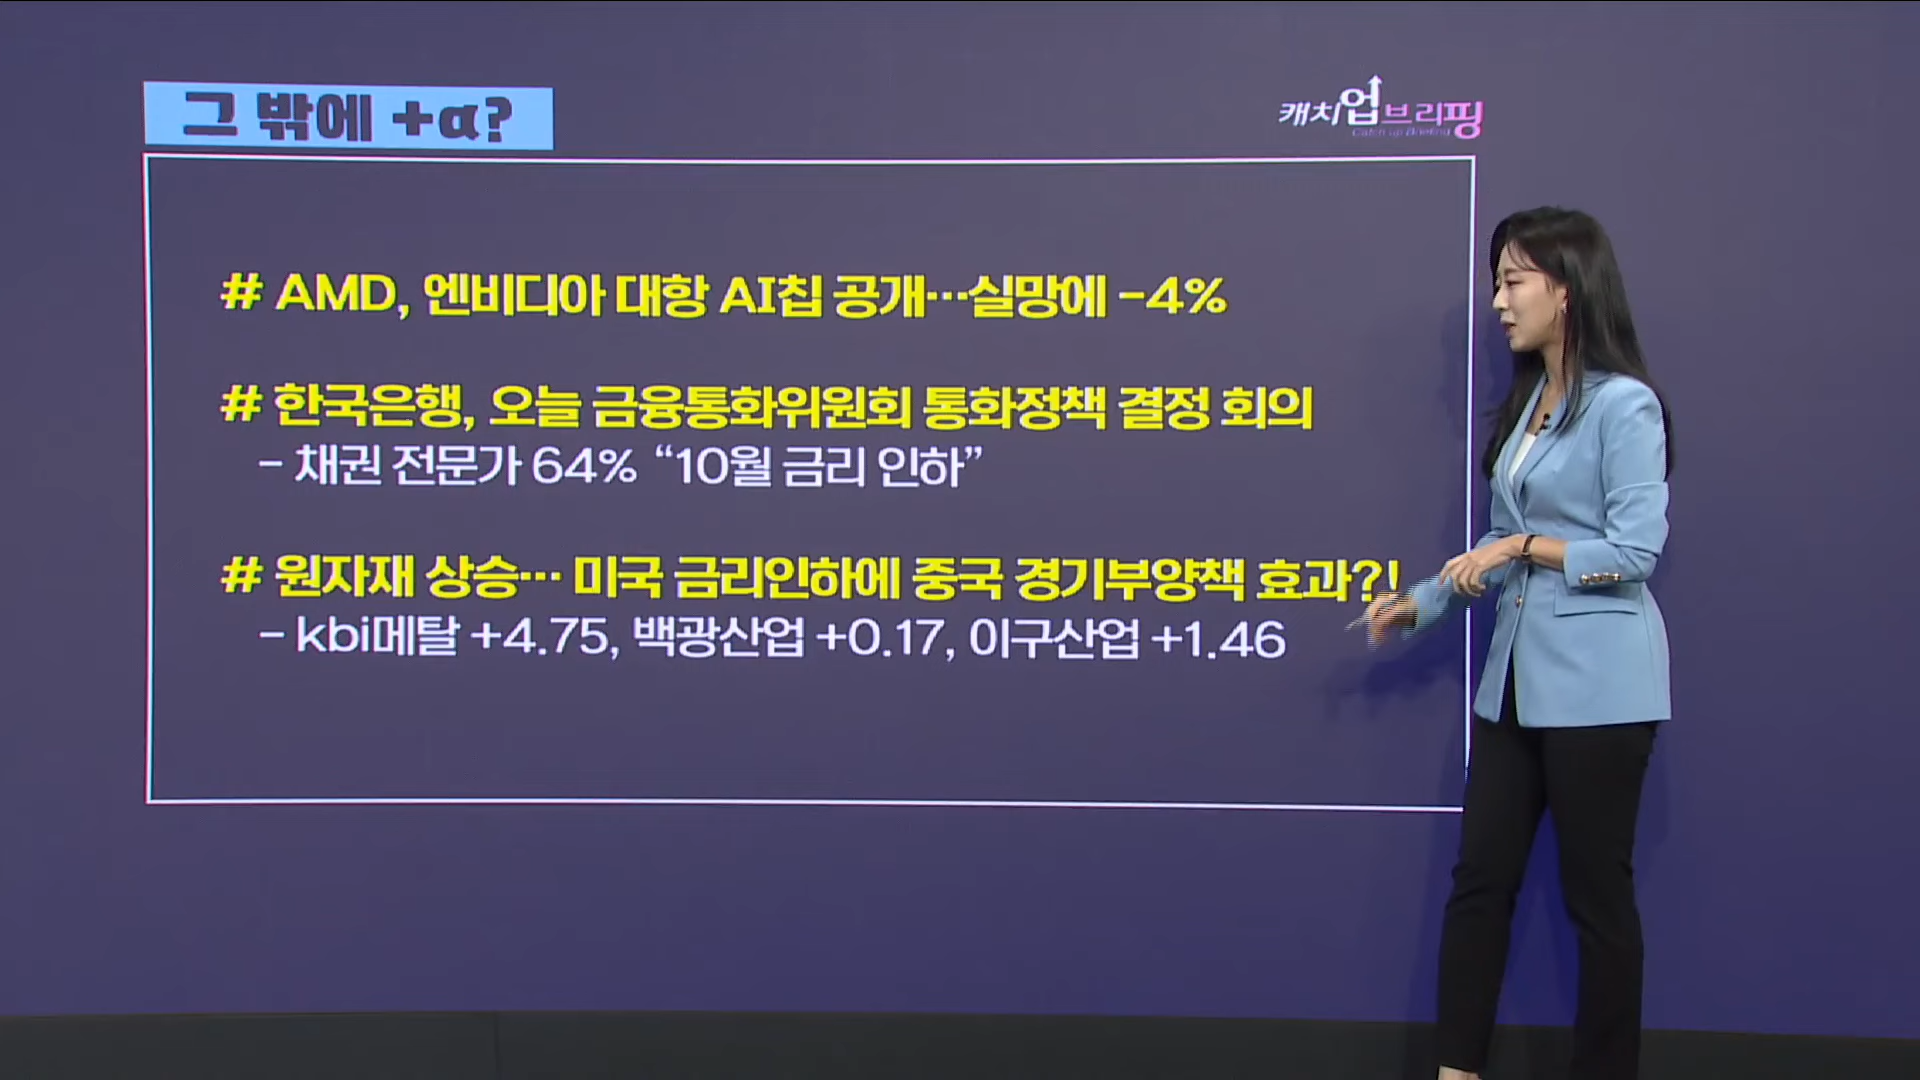 그 밖에 +α?
캐치업브리핑
Catch up Briefing
# AMD, 엔비디아 대항 AI칩 공개…실망에 -4%
# 한국은행, 오늘 금융통화위원회 통화정책 결정 회의
- 채권 전문가 64% “10월 금리 인하”
# 원자재 상승… 미국 금리인하에 중국 경기부양책 효과?!
- kbi메탈 +4.75, 백광산업 +0.17, 이구산업 +1.46